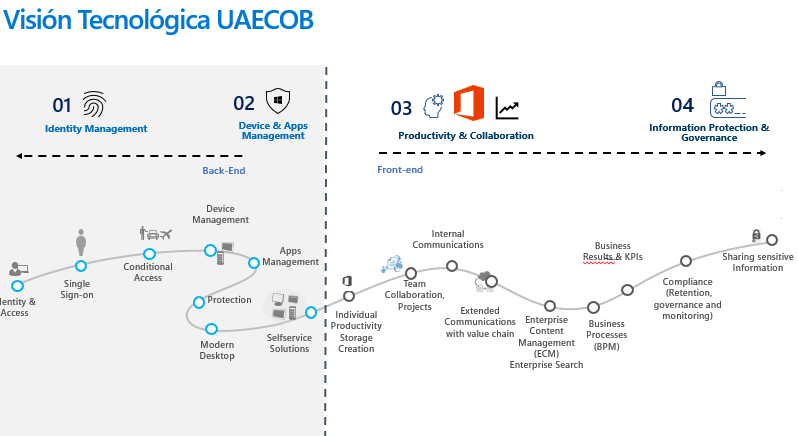 Visión Tecnológica UAECOB
01
Identity Management
02
Device & Apps
Management
03
Productivity & Collaboration
04
Information Protection &
Governance
Back-End
Front-end
dentity &
Access
Single
Sign-on
Conditional
Access
Device
Management
Apps
Management
Protection
Modern
Desktop
Selfservice
Solutions
Individual
Productivity
Storage
Creation
Team
Collaboration,
Projects
Internal
Communications
Extended
Communications
with value chain
Enterprise
Content
Management
(ECM)
Enterprise Search
Business
Processes
(BPM)
Business
Results & KPIs
Compliance
(Retention,
governance and
monitoring)
Sharing sensitive
Information